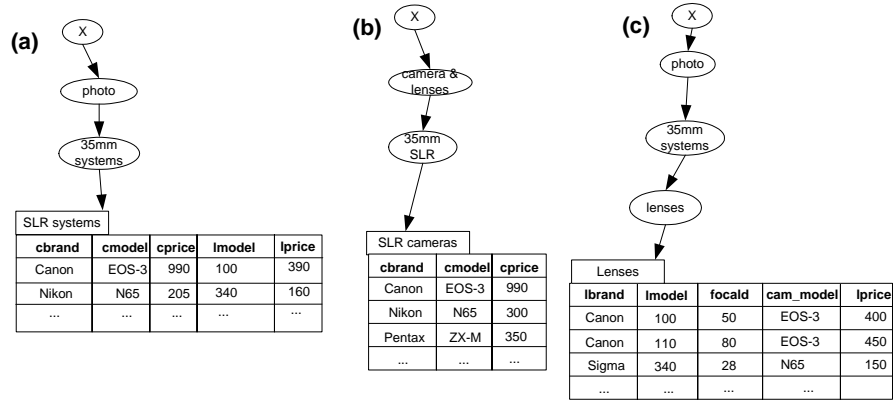 (a)
X
photo
35mm
systems
SLR systems
cbrand cmodel cprice lmodel lprice
Canon EOS-3 990 100 390
Nikon N65 205 340 160
... ... ... ... ...
(b)
X
camera &
lenses
35mm
SLR
SLR cameras
cbrand cmodel cprice
Canon EOS-3 990
Nikon N65 300
Pentax ZX-M 350
... ... ...
(c)
X
photo
35mm
systems
lenses
Lenses
lbrand lmodel focald cam_model lprice
Canon 100 50 EOS-3 400
Canon 110 80 EOS-3 450
Sigma 340 28 N65 150
... ... ... ... ...